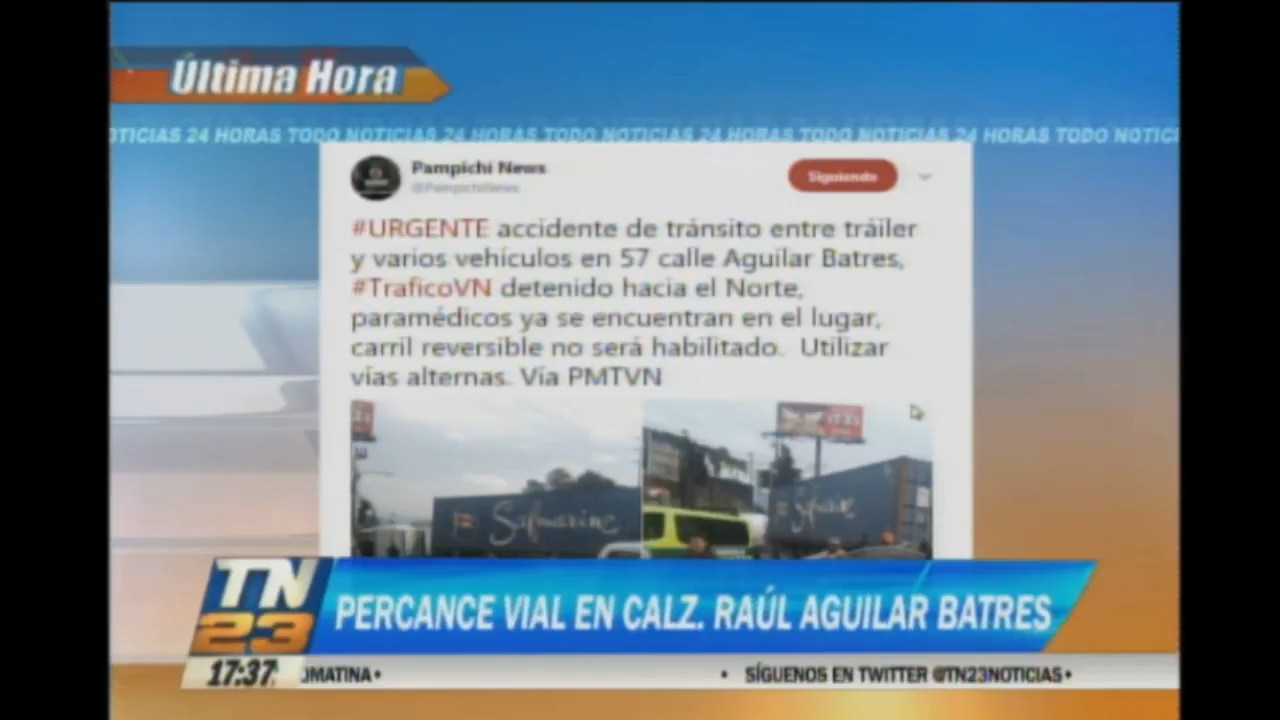 Última Hora
OTICIAS 24 HORAS TODO NOTICIAS 24 HORAS TODO NOTICIAS 24 HORAS TODO NOTICIAS 24 HORAS TODO NOTICI
Pampichi News
@PampichiNews
Siguiendo
#URGENTE accidente de tránsito entre tráiler
y varios vehículos en 57 calle Aguilar Batres,
#TraficoVN detenido hacia el Norte,
paramédicos ya se encuentran en el lugar,
carril reversible no será habilitado. Utilizar
vías alternas. Vía PMTVN
Safmarine
TN
23
PERCANCE VIAL EN CALZ. RAÚL AGUILAR BATRES
17:37
OMATINA•
• SÍGUENOS EN TWITTER @TN23NOTICIAS•